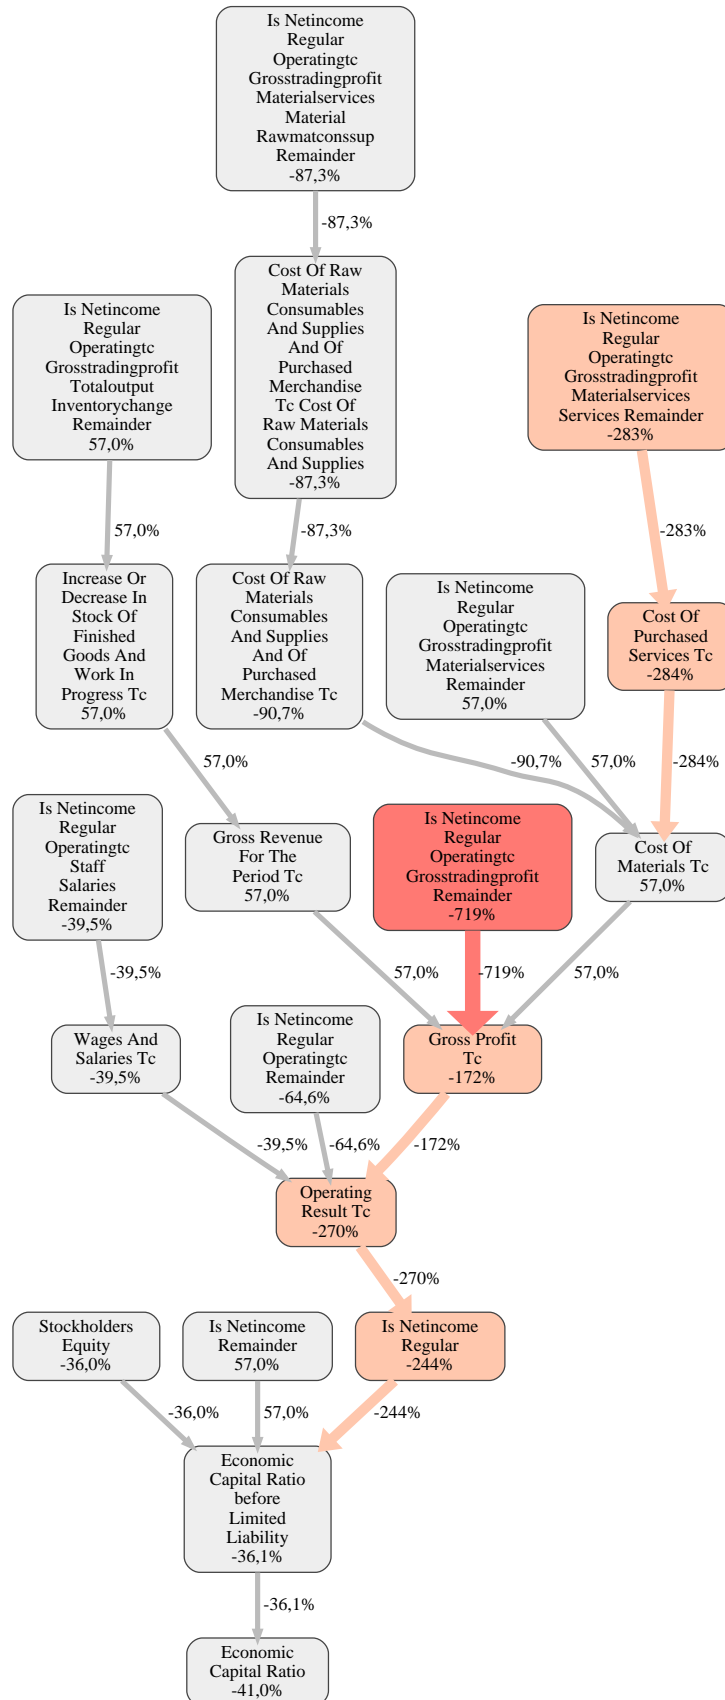 Is Netincome
Regular
Operatingtc
Grosstradingprofit
Materialservices
Material
Rawmatconssup
Remainder
-87,3%
-87,3%
Cost Of Raw
Materials
Consumables
And Supplies
And Of
Purchased
Merchandise
Tc Cost Of
Raw Materials
Consumables
And Supplies
-87,3%
Is Netincome
Regular
Operatingtc
Grosstradingprofit
Totaloutput
Inventorychange
Remainder
57,0%
Is Netincome
Regular
Operatingtc
Grosstradingprofit
Materialservices
Services Remainder
-283%
57,0%
-87,3%
-283%
Increase Or
Decrease In
Stock Of
Finished
Goods And
Work In
Progress Tc
57,0%
Cost Of Raw
Materials
Consumables
And Supplies
And Of
Purchased
Merchandise Tc
-90,7%
Is Netincome
Regular
Operatingtc
Grosstradingprofit
Materialservices
Remainder
57,0%
Cost Of
Purchased
Services Tc
-284%
57,0%
-90,7%
57,0%
-284%
Is Netincome
Regular
Operatingtc
Staff
Salaries
Remainder
-39,5%
Gross Revenue
For The
Period Tc
57,0%
Is Netincome
Regular
Operatingtc
Grosstradingprofit
Remainder
-719%
Cost Of
Materials Tc
57,0%
-39,5%
57,0%
-719%
57,0%
Wages And
Salaries Tc
-39,5%
Is Netincome
Regular
Operatingtc
Remainder
-64,6%
Gross Profit
Tc
-172%
-39,5%
-64,6%
-172%
Operating
Result Tc
-270%
-270%
Stockholders
Equity
-36,0%
Is Netincome
Remainder
57,0%
Is Netincome
Regular
-244%
-36,0%
57,0%
-244%
Economic
Capital Ratio
before
Limited
Liability
-36,1%
-36,1%
Economic
Capital Ratio
-41,0%